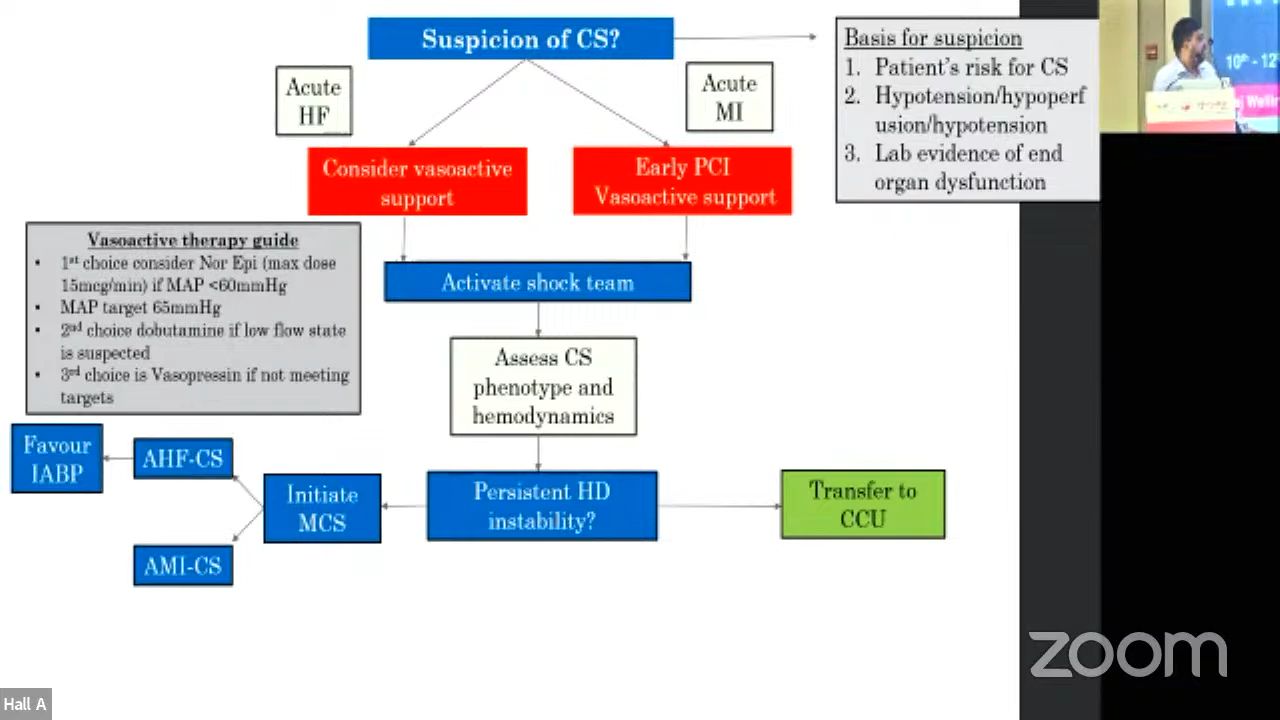 Suspicion of CS?
Acute
HF
Acute
MI
Basis for suspicion
1. Patient's risk for CS
2. Hypotension/hypoperf
usion/hypotension
3. Lab evidence of end
organ dysfunction
10th - 12
Consider vasoactive
support
Early PCI
Vasoactive support
Vasoactive therapy guide
• 1st choice consider Nor Epi (max dose
15mcg/min) if MAP <60mmHg
• MAP target 65mmHg
• 2nd choice dobutamine if low flow state
is suspected
• 3rd choice is Vasopressin if not meeting
targets
Activate shock team
Assess CS
phenotype and
hemodynamics
Favour
IABP
AHF-CS
Initiate
MCS
Persistent HD
instability?
Transfer to
CCU
AMI-CS
zoom
Hall A